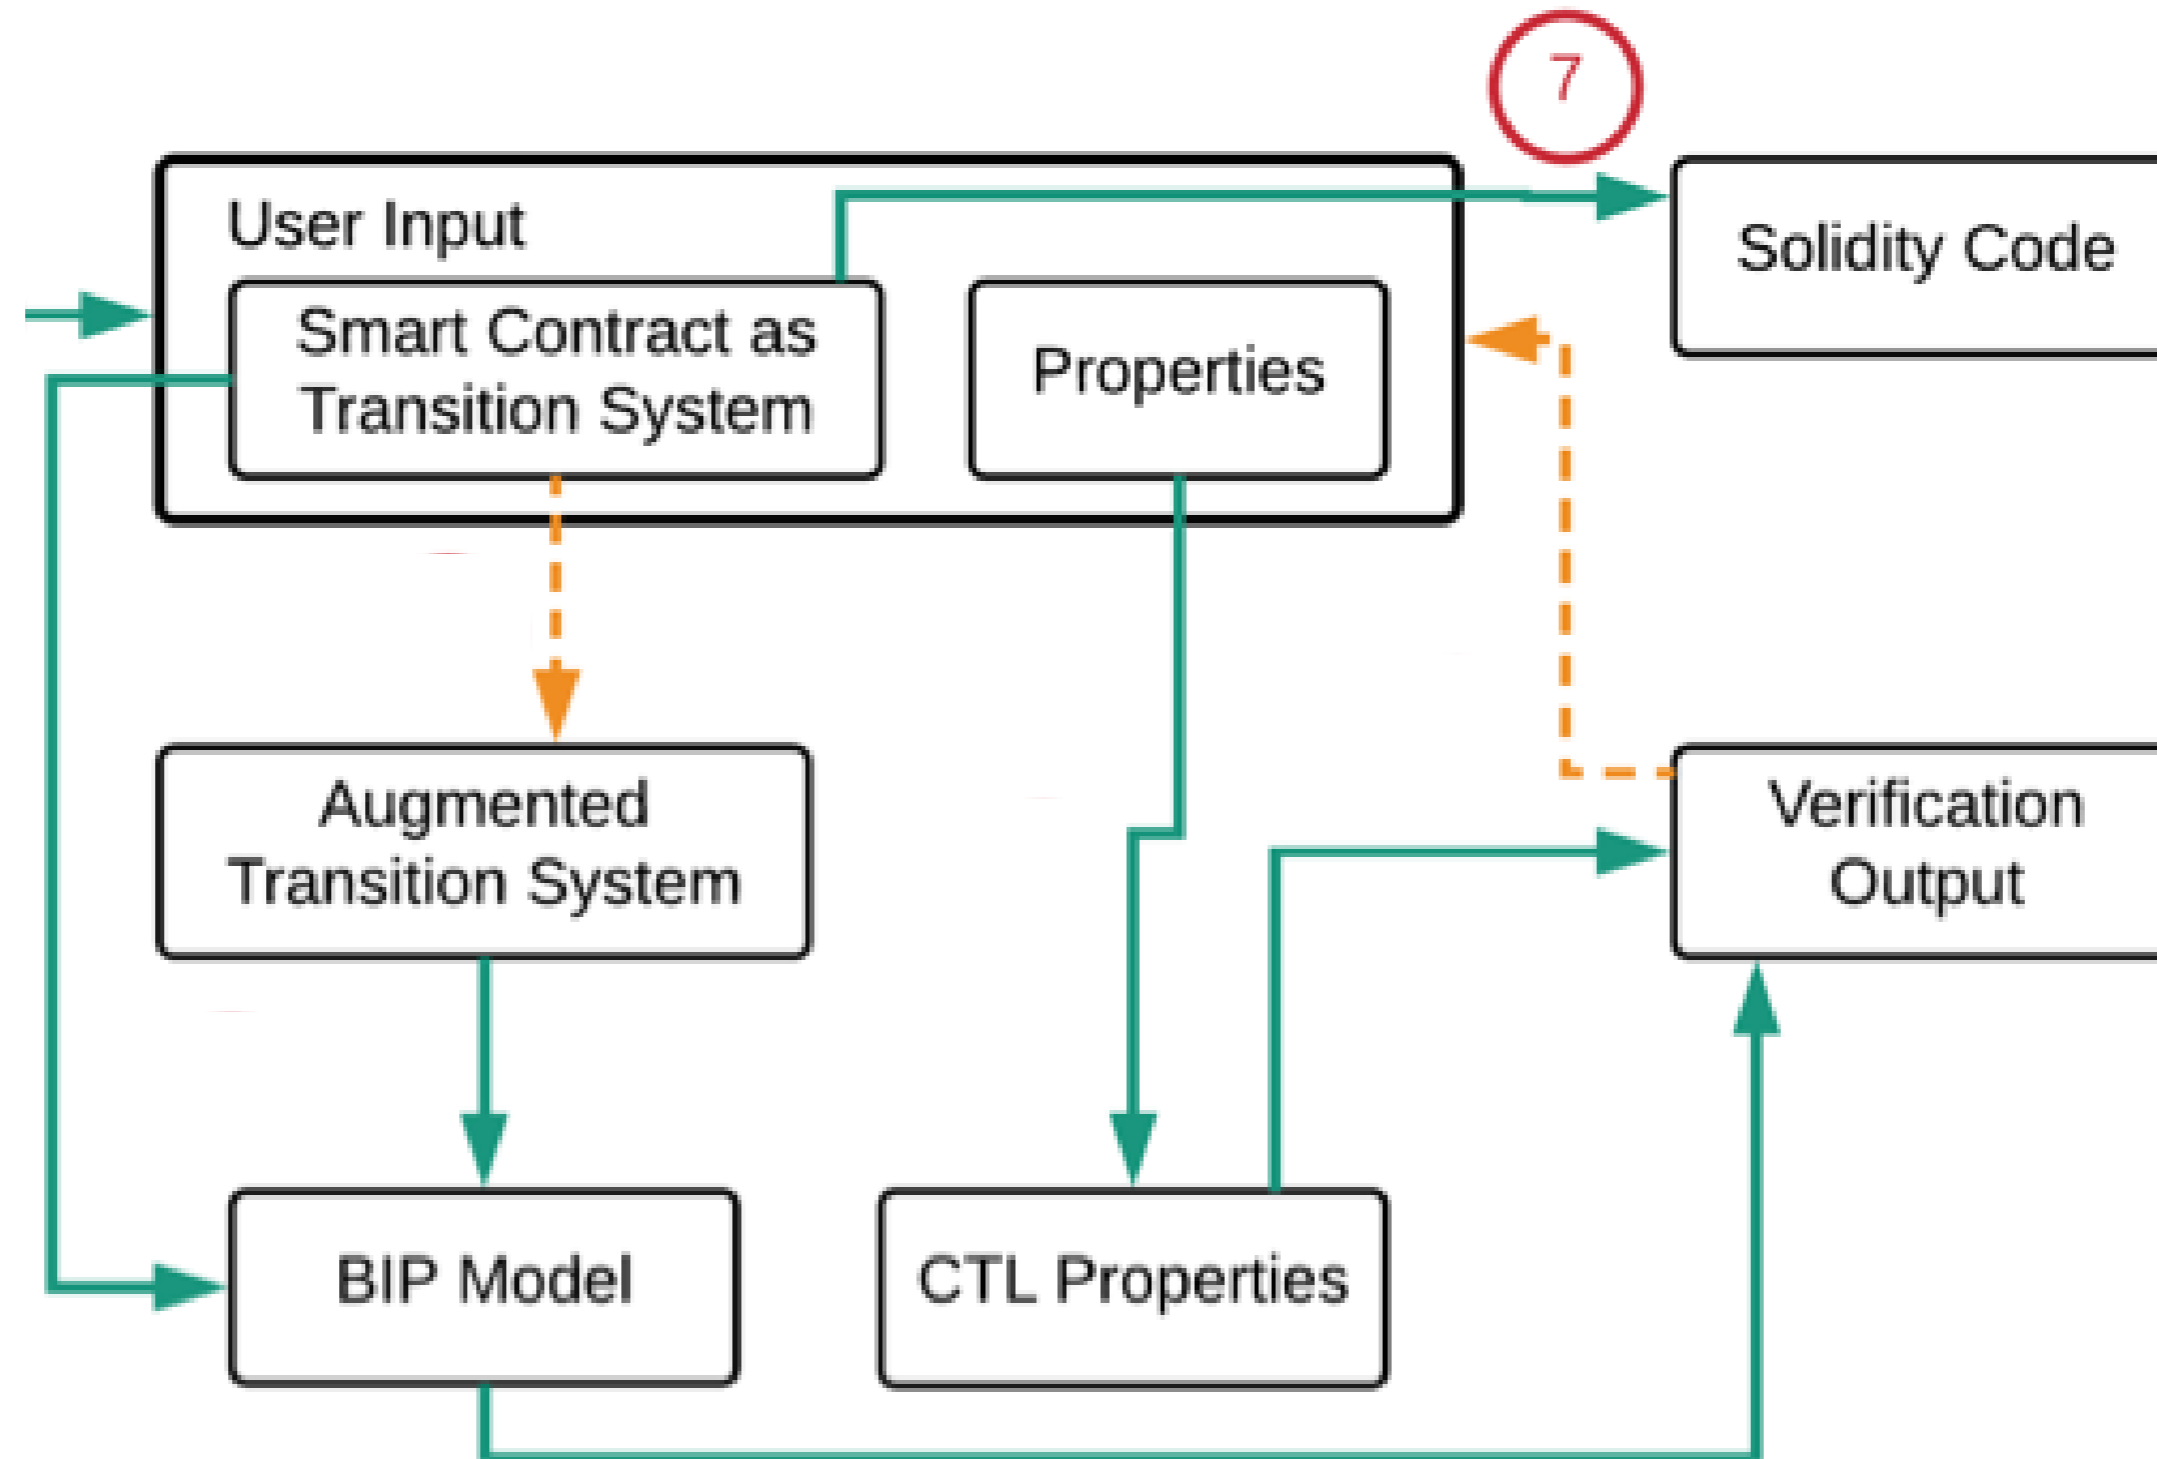 7
User Input
Solidity Code
Smart Contract as
Transition System
Properties
Augmented
Transition System
Verification
Output
BIP Model
CTL Properties